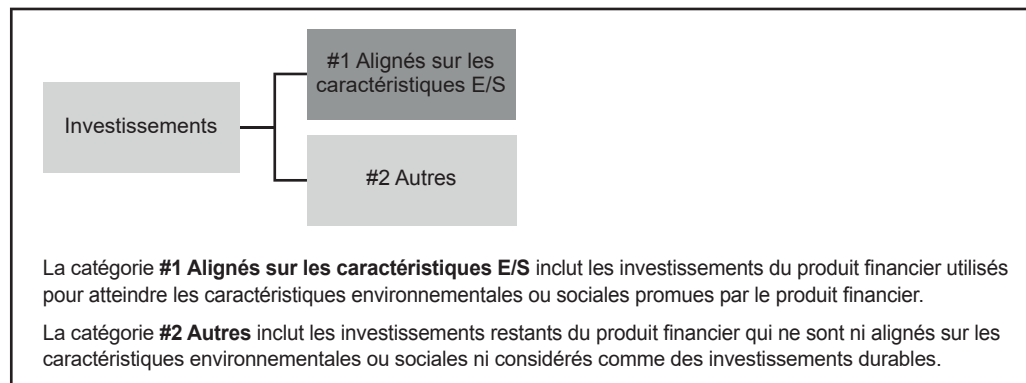 #1 Alignés sur les
caractéristiques E/S
Investissements
#2 Autres
La catégorie #1 Alignés sur les caractéristiques E/S inclut les investissements du produit financier utilisés
pour atteindre les caractéristiques environnementales ou sociales promues par le produit financier.
La catégorie #2 Autres inclut les investissements restants du produit financier qui ne sont ni alignés sur les
caractéristiques environnementales ou sociales ni considérés comme des investissements durables.